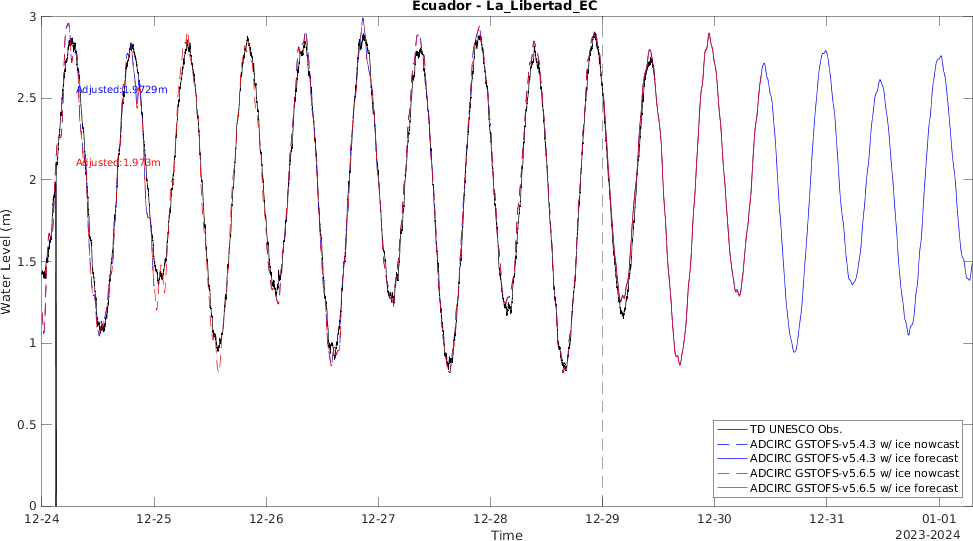 Ecuador - La_Libertad_EC
3
2.5
2
1.5
1
0.5
0
Water Level (m)
Adjusted:1.9729m
Adjusted:1.973m
TD UNESCO Obs.
ADCIRC GSTOFS-v5.4.3 w/ ice nowcast
ADCIRC GSTOFS-v5.4.3 w/ ice forecast
ADCIRC GSTOFS-v5.6.5 w/ ice nowcast
ADCIRC GSTOFS-v5.6.5 w/ ice forecast
12-24 12-25 12-26 12-27 12-28 12-29 12-30 12-31 01-01
Time
2023-2024